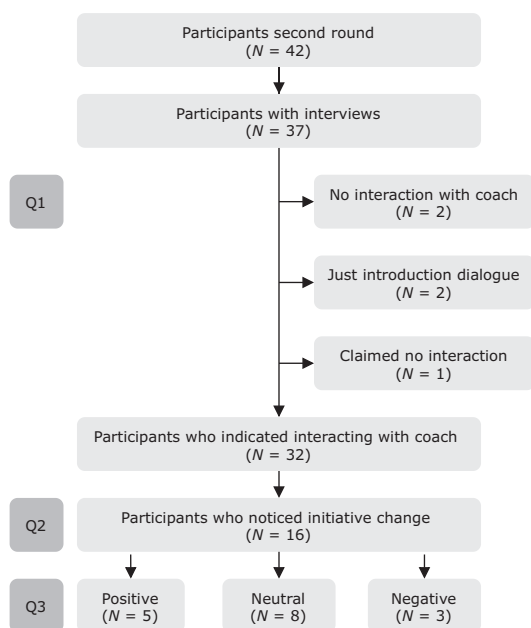 Participants second round
(N = 42)
Participants with interviews
(N = 37)
Q1
No interaction with coach
(N = 2)
Just introduction dialogue
(N = 2)
Claimed no interaction
(N = 1)
Participants who indicated interacting with coach
(N = 32)
Q2
Participants who noticed initiative change
(N = 16)
Q3
Positive
(N = 5)
Neutral
(N = 8)
Negative
(N = 3)